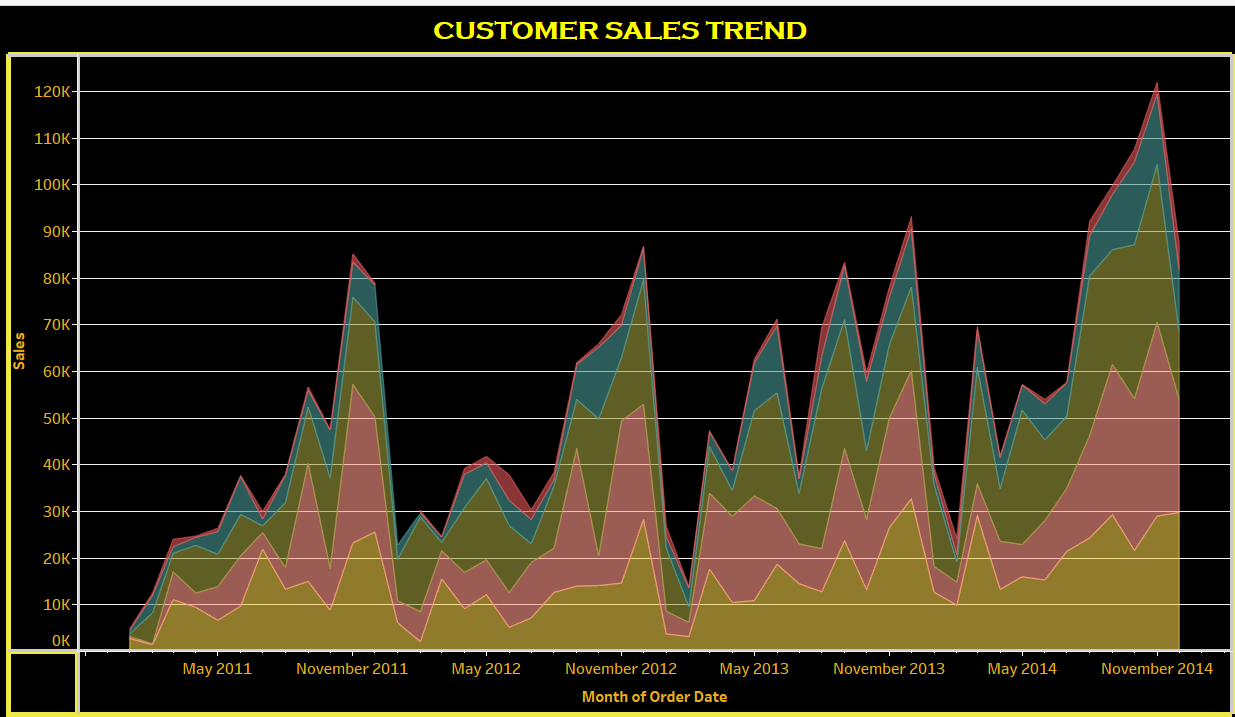 CUSTOMER SALES TREND
120K
110K
100K
90K
80K
70K
60K
50K
40K
30K
20K
10K
0K
Sales
May 2011 November 2011 May 2012 November 2012 May 2013 November 2013 May 2014 November 2014
Month of Order Date